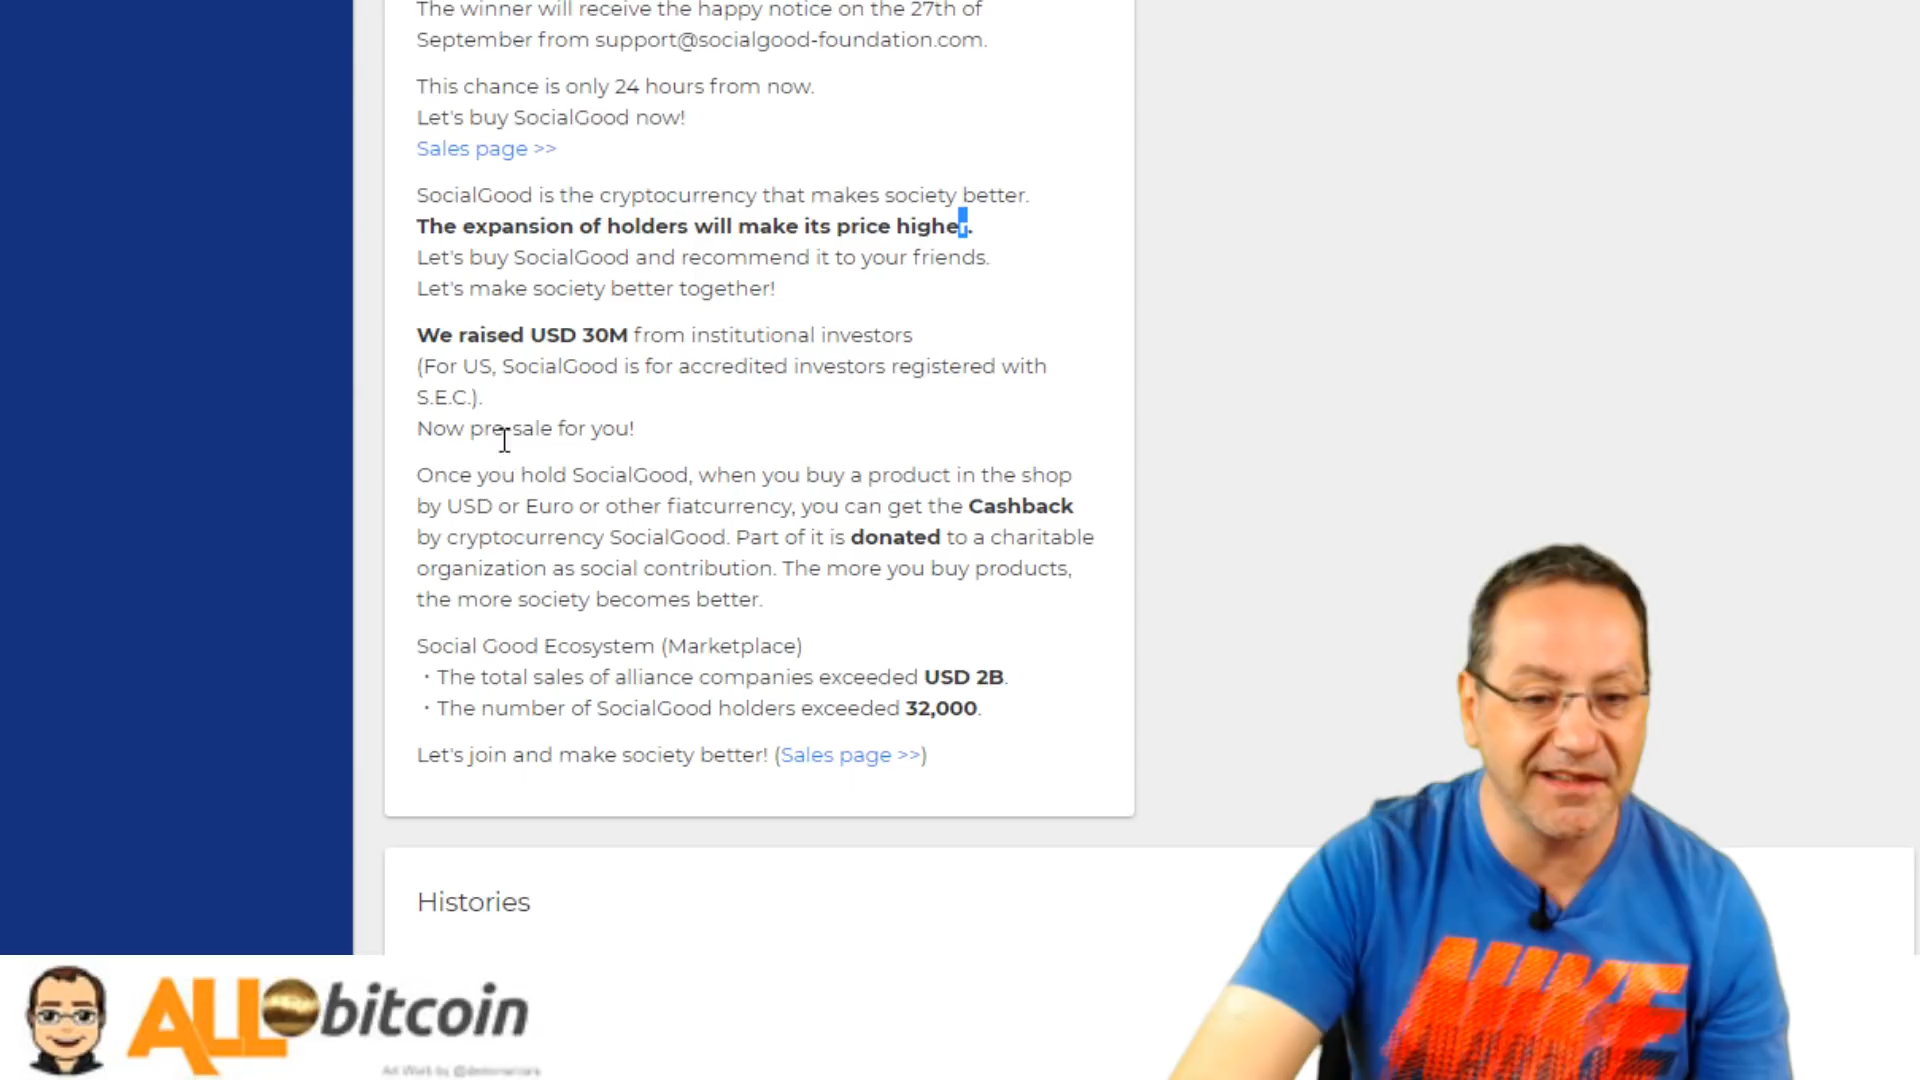 The winner will receive the happy notice on the 27th of
September from support@socialgood-foundation.com.
This chance is only 24 hours from now.
Let's buy SocialGood now!
Sales page >>
SocialGood is the cryptocurrency that makes society better.
The expansion of holders will make its price higher.
Let's buy SocialGood and recommend it to your friends.
Let's make society better together!
We raised USD 30M from institutional investors
(For US, SocialGood is for accredited investors registered with
S.E.C.).
Now pre-sale for you!
Once you hold SocialGood, when you buy a product in the shop
by USD or Euro or other fiatcurrency, you can get the Cashback
by cryptocurrency SocialGood. Part of it is donated to a charitable
organization as social contribution. The more you buy products,
the more society becomes better.
Social Good Ecosystem (Marketplace)
・The total sales of alliance companies exceeded USD 2B.
・The number of SocialGood holders exceeded 32,000.
Let's join and make society better! (Sales page >>)
Histories
ALL bitcoin
Art Work by
NIKE